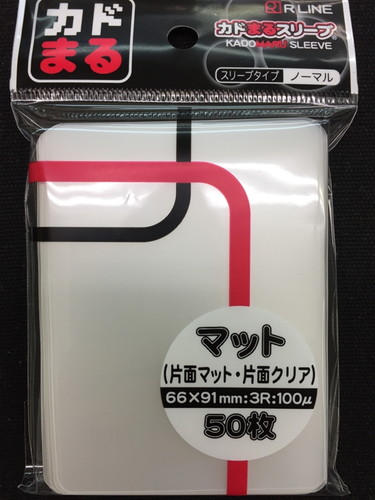 カド
まる
R LINE
カドまるスリーブ
KADOMARU SLEEVE
スリーブタイプ ノーマル
マット
(片面マット・片面クリア)
66×91mm:3R:100μ
50枚